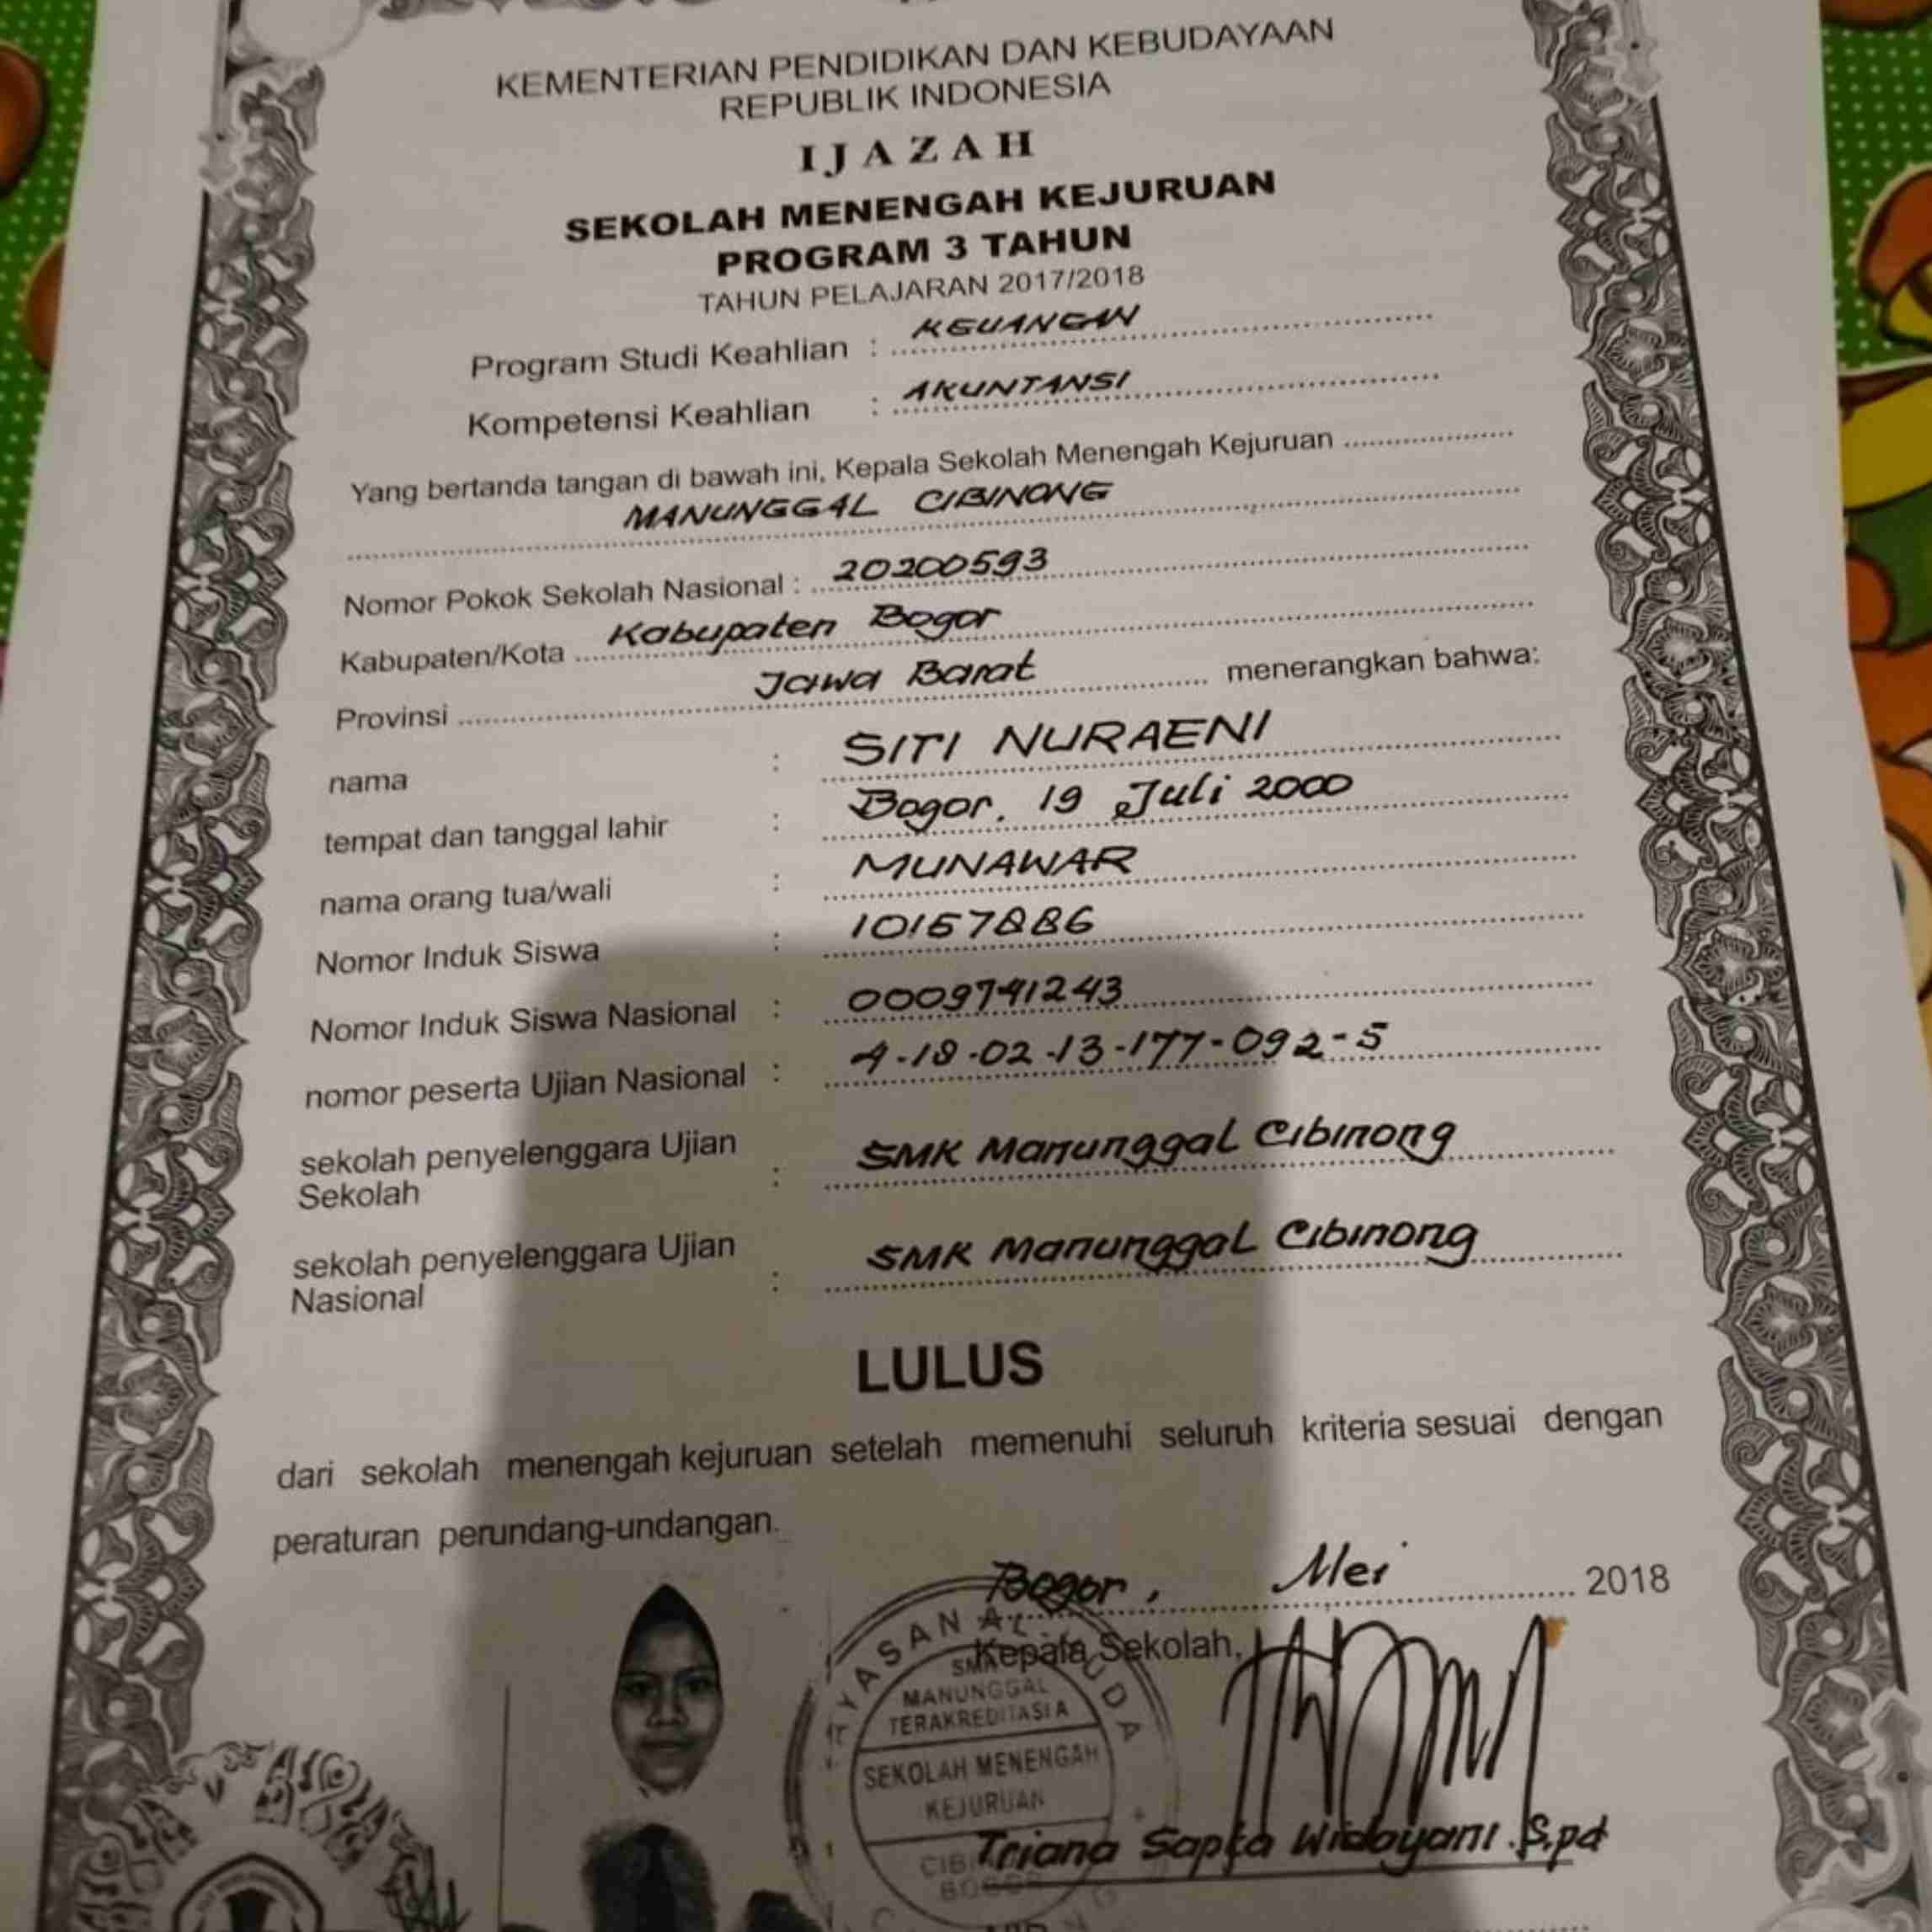 KEMENTERIAN PENDIDIKAN DAN KEBUDAYAAN
REPUBLIK INDONESIA
IJAZAH
SEKOLAH MENENGAH KEJURUAN
PROGRAM 3 TAHUN
TAHUN PELAJARAN 2017/2018
Program Studi Keahlian : KEUANGAN
Kompetensi Keahlian : AKUNTANSI
Yang bertanda tangan di bawah ini, Kepala Sekolah Menengah Kejuruan
MANUNGGAL CIBINONG
Nomor Pokok Sekolah Nasional : 20200593
Kabupaten/Kota Kabupaten Bogor
Provinsi Jawa Barat menerangkan bahwa:
nama : SITI NURAENI
tempat dan tanggal lahir : Bogor, 19 Juli 2000
nama orang tua/wali : MUNAWAR
Nomor Induk Siswa : 10157886
Nomor Induk Siswa Nasional : 0009741243
nomor peserta Ujian Nasional : 4-18-02-13-177-092-5
sekolah penyelenggara Ujian
Sekolah : SMK Manunggal Cibinong
sekolah penyelenggara Ujian
Nasional : SMK Manunggal Cibinong
LULUS
dari sekolah menengah kejuruan setelah memenuhi seluruh kriteria sesuai dengan
peraturan perundang-undangan.
Bogor, Mei 2018
Kepala Sekolah,
YASAN
SMK
MANUNGGAL
TERAKREDITASI A
SEKOLAH MENENGAH
KEJURUAN
BOGOR
Triana Sapta Widayani. S.pd